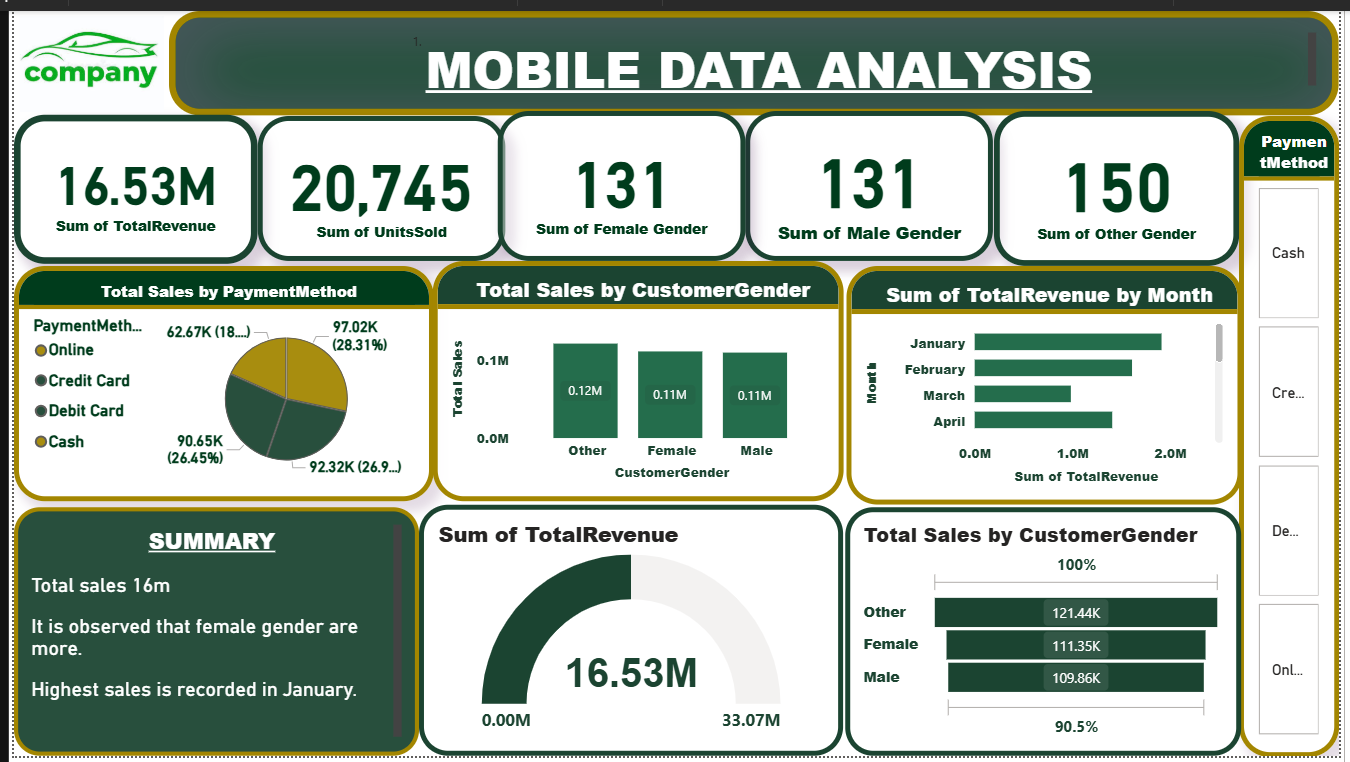 company
1.
MOBILE DATA ANALYSIS
16.53M
Sum of TotalRevenue
20,745
Sum of UnitsSold
131
Sum of Female Gender
131
Sum of Male Gender
150
Sum of Other Gender
Paymen
tMethod
Cash
Cre...
De...
Onl...
Total Sales by PaymentMethod
PaymentMeth...
Online
Credit Card
Debit Card
Cash
62.67K (18....)
97.02K
(28.31%)
90.65K
(26.45%)
92.32K (26.9...)
Total Sales by CustomerGender
Total Sales
0.1M
0.0M
0.12M
0.11M
0.11M
Other
Female
Male
CustomerGender
Sum of TotalRevenue by Month
Month
January
February
March
April
0.0M
1.0M
2.0M
Sum of TotalRevenue
SUMMARY
Total sales 16m
It is observed that female gender are
more.
Highest sales is recorded in January.
Sum of TotalRevenue
16.53M
0.00M
33.07M
Total Sales by CustomerGender
100%
Other
121.44K
Female
111.35K
Male
109.86K
90.5%